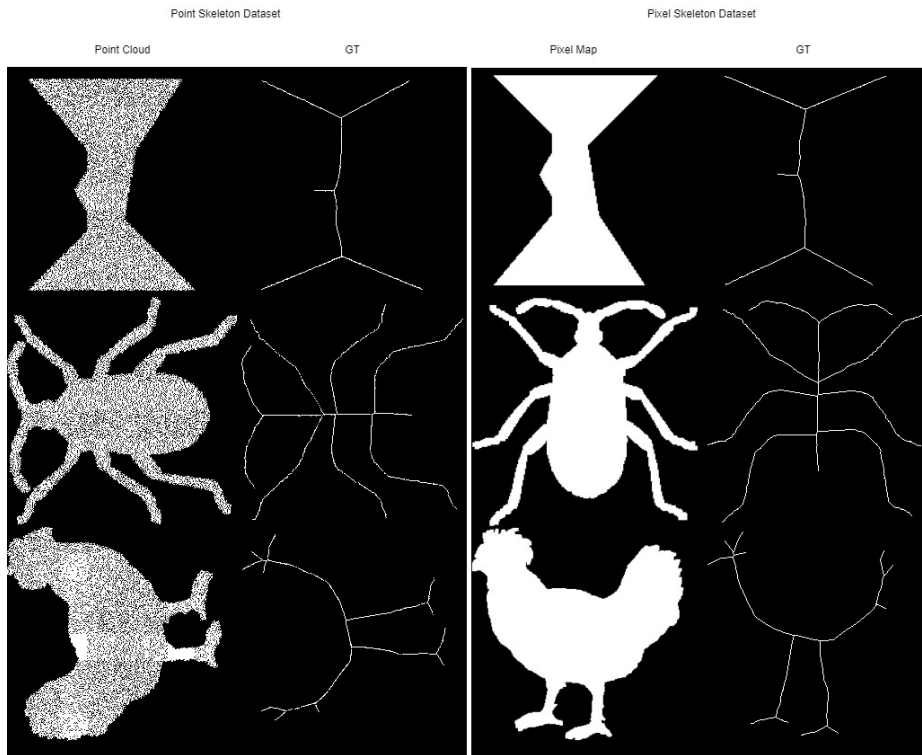 Point Skeleton Dataset
Pixel Skeleton Dataset
Point Cloud
GT
Pixel Map
GT